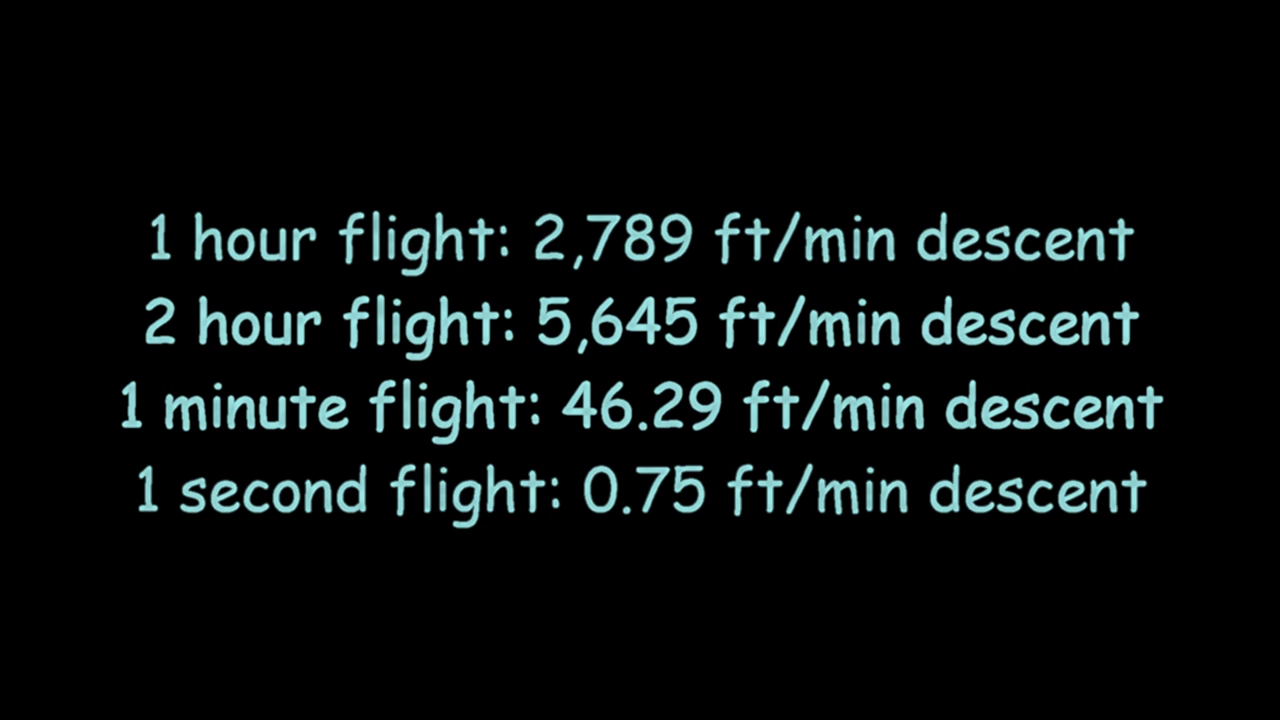 1 hour flight: 2,789 ft/min descent
2 hour flight: 5,645 ft/min descent
1 minute flight: 46.29 ft/min descent
1 second flight: 0.75 ft/min descent